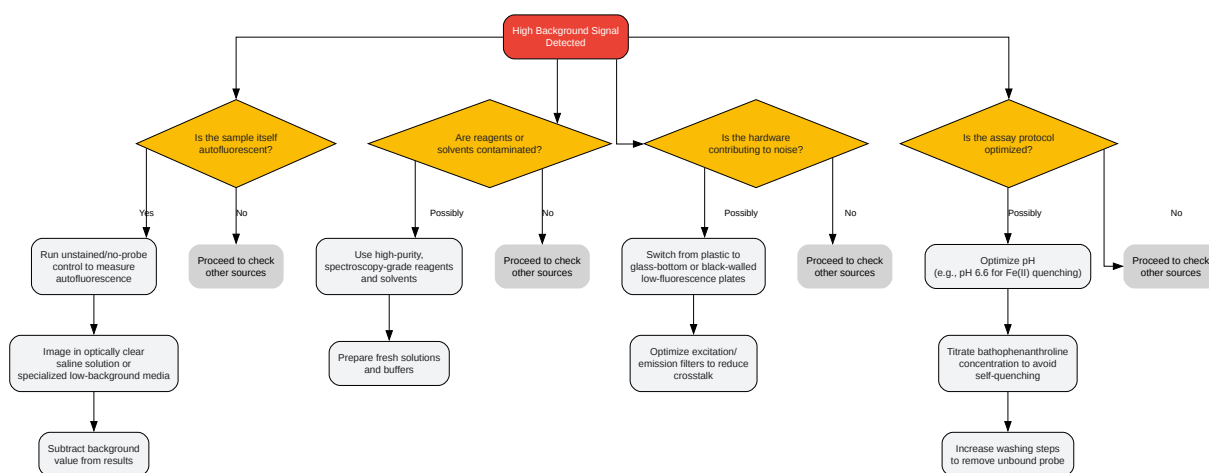 High Background Signal
Detected
Is the sample itself
autofluorescent?
Are reagents or
solvents contaminated?
Is the hardware
contributing to noise?
Is the assay protocol
optimized?
Yes
No
Possibly
No
Possibly
No
Possibly
No
Run unstained/no-probe
control to measure
autofluorescence
Proceed to check
other sources
Use high-purity,
spectroscopy-grade reagents
and solvents
Proceed to check
other sources
Switch from plastic to
glass-bottom or black-walled
low-fluorescence plates
Proceed to check
other sources
Optimize pH
(e.g., pH 6.6 for Fe(II) quenching)
Proceed to check
other sources
Image in optically clear
saline solution or
specialized low-background media
Prepare fresh solutions
and buffers
Optimize excitation/
emission filters to reduce
crosstalk
Titrate bathophenanthroline
concentration to avoid
self-quenching
Subtract background
value from results
Increase washing steps
to remove unbound probe